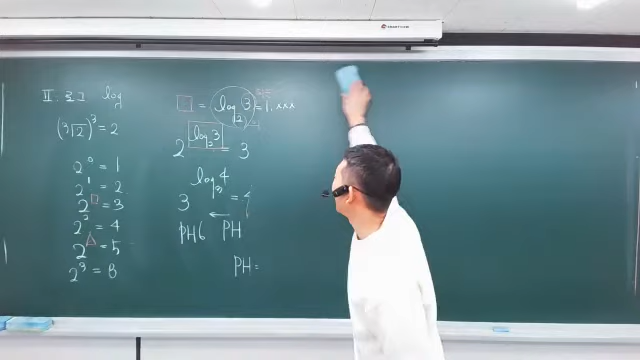 Ⅱ. 로그 log
(³√2)³ = 2
2⁰ = 1
2¹ = 2
2^□ = 3
2² = 4
2^△ = 5
2³ = 8
□ = log₂3 = 1.xxx
2^log₂3 = 3
3^log₃4 = 4
PH6 ← PH
PH =